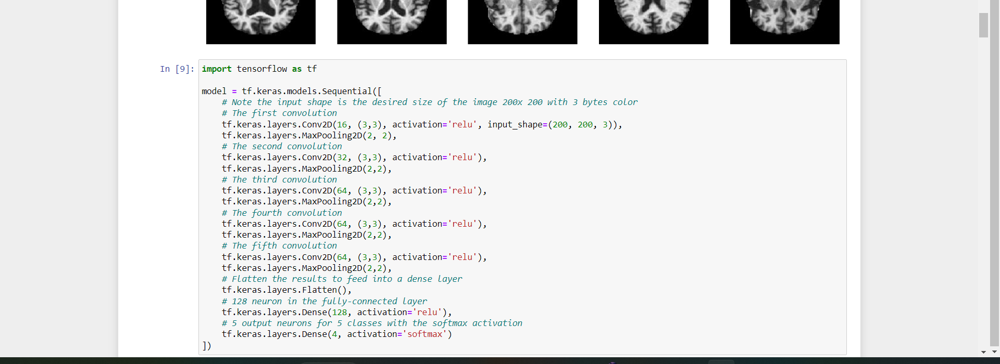 In [9]:
import tensorflow as tf
model = tf.keras.models.Sequential([
# Note the input shape is the desired size of the image 200x 200 with 3 bytes color
# The first convolution
tf.keras.layers.Conv2D(16, (3,3), activation='relu', input_shape=(200, 200, 3)),
tf.keras.layers.MaxPooling2D(2, 2),
# The second convolution
tf.keras.layers.Conv2D(32, (3,3), activation='relu'),
tf.keras.layers.MaxPooling2D(2,2),
# The third convolution
tf.keras.layers.Conv2D(64, (3,3), activation='relu'),
tf.keras.layers.MaxPooling2D(2,2),
# The fourth convolution
tf.keras.layers.Conv2D(64, (3,3), activation='relu'),
tf.keras.layers.MaxPooling2D(2,2),
# The fifth convolution
tf.keras.layers.Conv2D(64, (3,3), activation='relu'),
tf.keras.layers.MaxPooling2D(2,2),
# Flatten the results to feed into a dense layer
tf.keras.layers.Flatten(),
# 128 neuron in the fully-connected layer
tf.keras.layers.Dense(128, activation='relu'),
# 5 output neurons for 5 classes with the softmax activation
tf.keras.layers.Dense(4, activation='softmax')
])